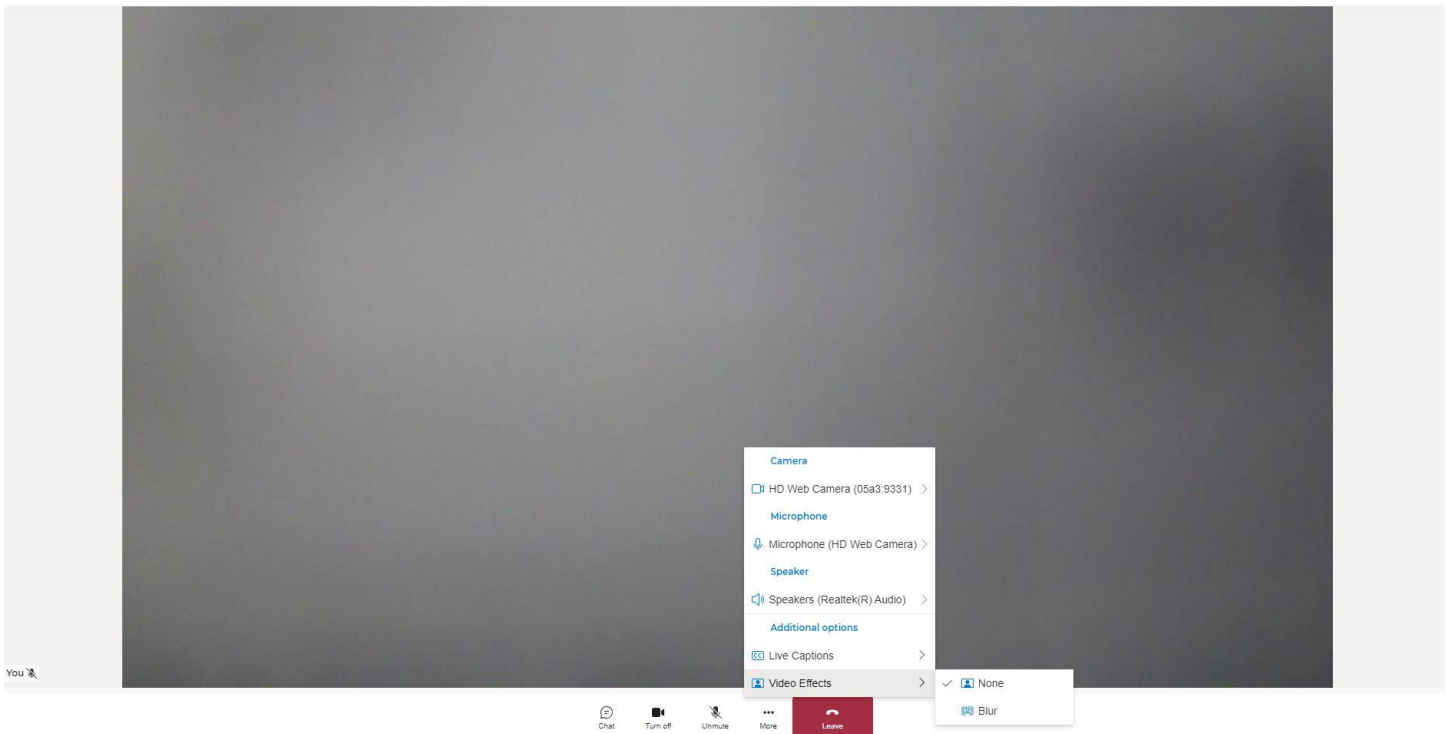 Camera
HD Web Camera (05a3:9331)
Microphone
Microphone (HD Web Camera)
Speaker
Speakers (Realtek(R) Audio)
Additional options
CC Live Captions
You
Video Effects
None
Blur
Chat
Turn off
Unmute
More
Leave